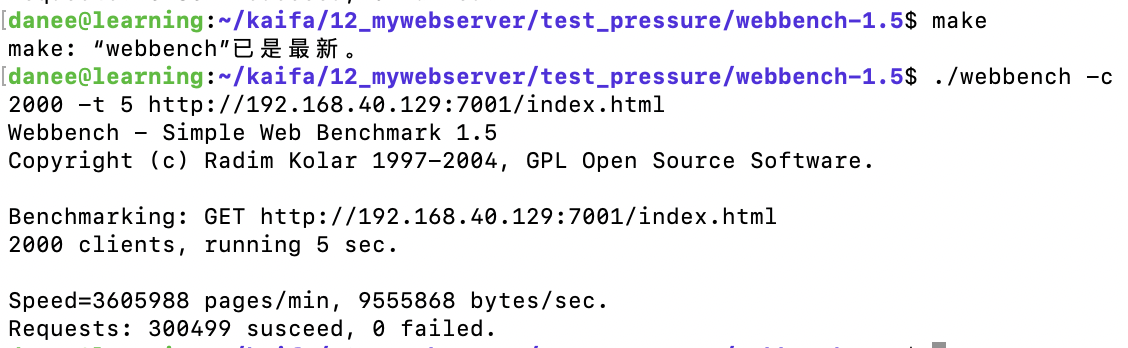 danee@learning:~/kaifa/12_mywebserver/test_pressure/webbench-1.5$ make
make: “webbench”已是最新。
danee@learning:~/kaifa/12_mywebserver/test_pressure/webbench-1.5$ ./webbench -c
2000 -t 5 http://192.168.40.129:7001/index.html
Webbench - Simple Web Benchmark 1.5
Copyright (c) Radim Kolar 1997-2004, GPL Open Source Software.
Benchmarking: GET http://192.168.40.129:7001/index.html
2000 clients, running 5 sec.
Speed=3605988 pages/min, 9555868 bytes/sec.
Requests: 300499 susceed, 0 failed.